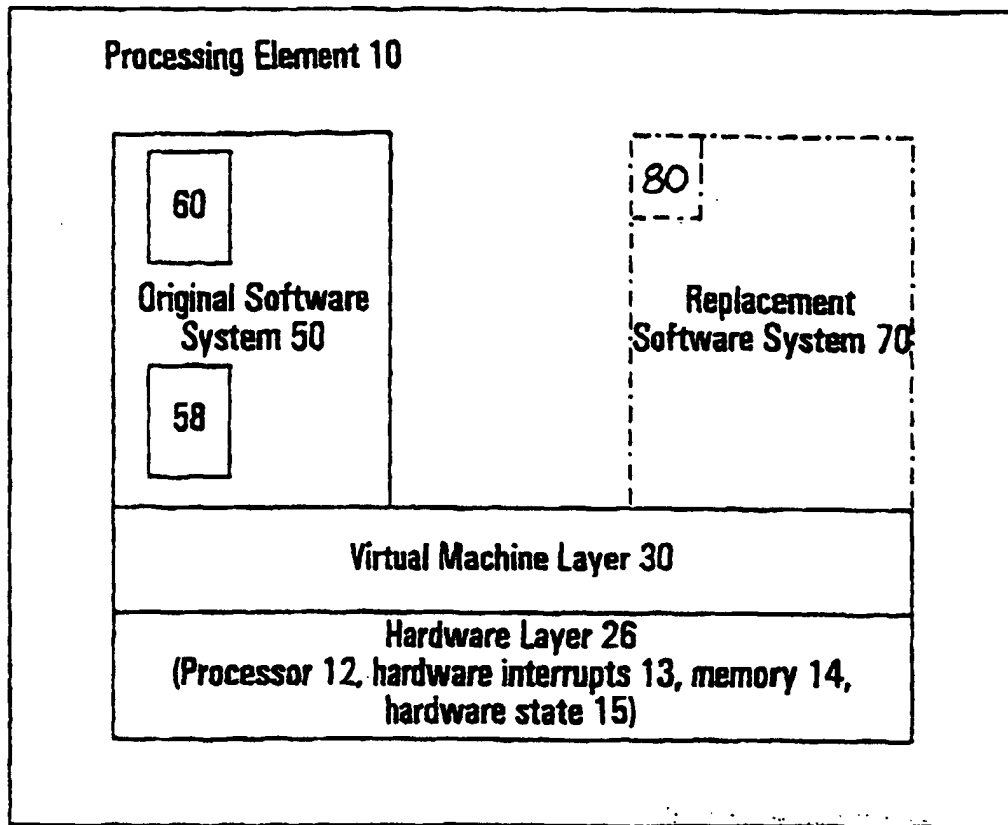 Processing Element 10
60
Original Software
System 50
58
80
Replacement
Software System 70
Virtual Machine Layer 30
Hardware Layer 26
(Processor 12, hardware interrupts 13, memory 14,
hardware state 15)